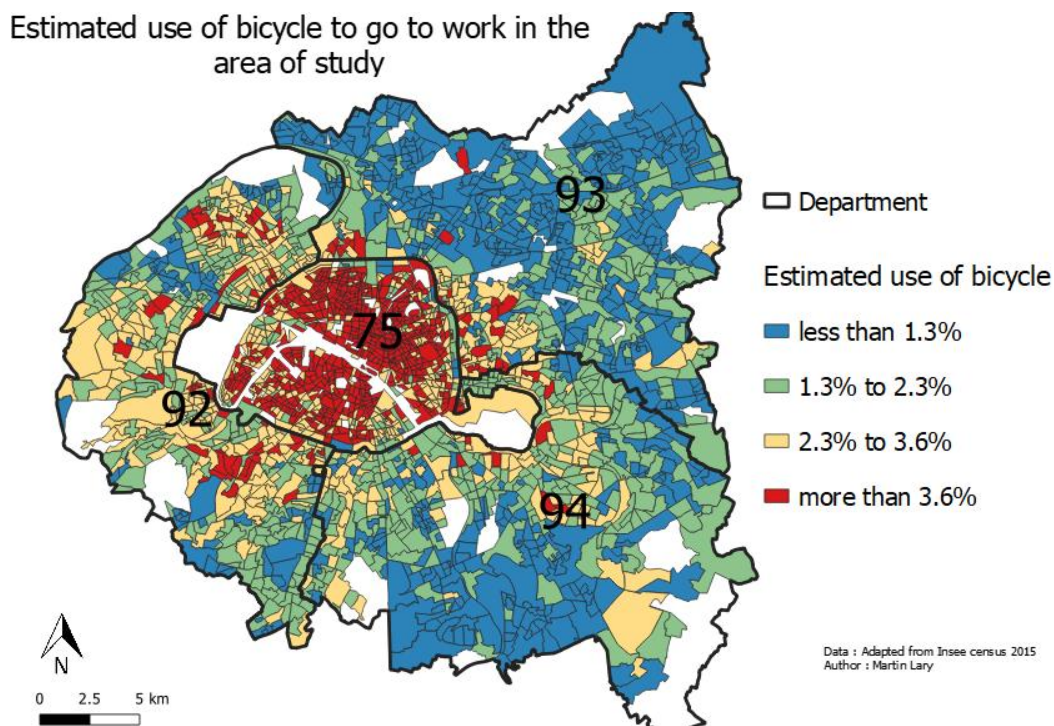 Estimated use of bicycle to go to work in the
area of study
93
75
92
94
Department
Estimated use of bicycle
less than 1.3%
1.3% to 2.3%
2.3% to 3.6%
more than 3.6%
N
0 2.5 5 km
Data : Adapted from Insee census 2015
Author : Martin Lary